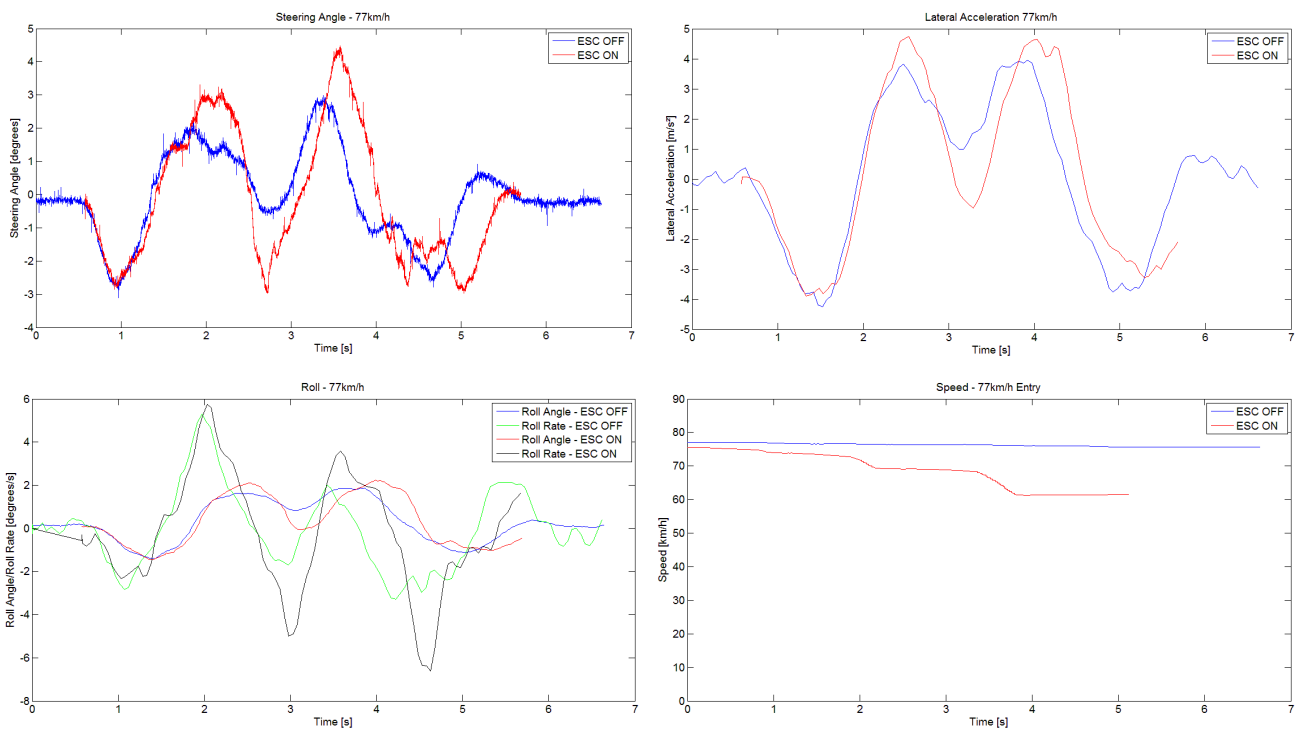 Steering Angle - 77km/h
Steering Angle [degrees]
5
4
3
2
1
0
-1
-2
-3
-4
0 1 2 3 4 5 6 7
Time [s]
ESC OFF
ESC ON
Lateral Acceleration 77km/h
Lateral Acceleration [m/s²]
5
4
3
2
1
0
-1
-2
-3
-4
-5
0 1 2 3 4 5 6 7
Time [s]
ESC OFF
ESC ON
Roll - 77km/h
Roll Angle/Roll Rate [degrees/s]
6
4
2
0
-2
-4
-6
-8
0 1 2 3 4 5 6 7
Time [s]
Roll Angle - ESC OFF
Roll Rate - ESC OFF
Roll Angle - ESC ON
Roll Rate - ESC ON
Speed - 77km/h Entry
Speed [km/h]
90
80
70
60
50
40
30
20
10
0
0 1 2 3 4 5 6 7
Time [s]
ESC OFF
ESC ON